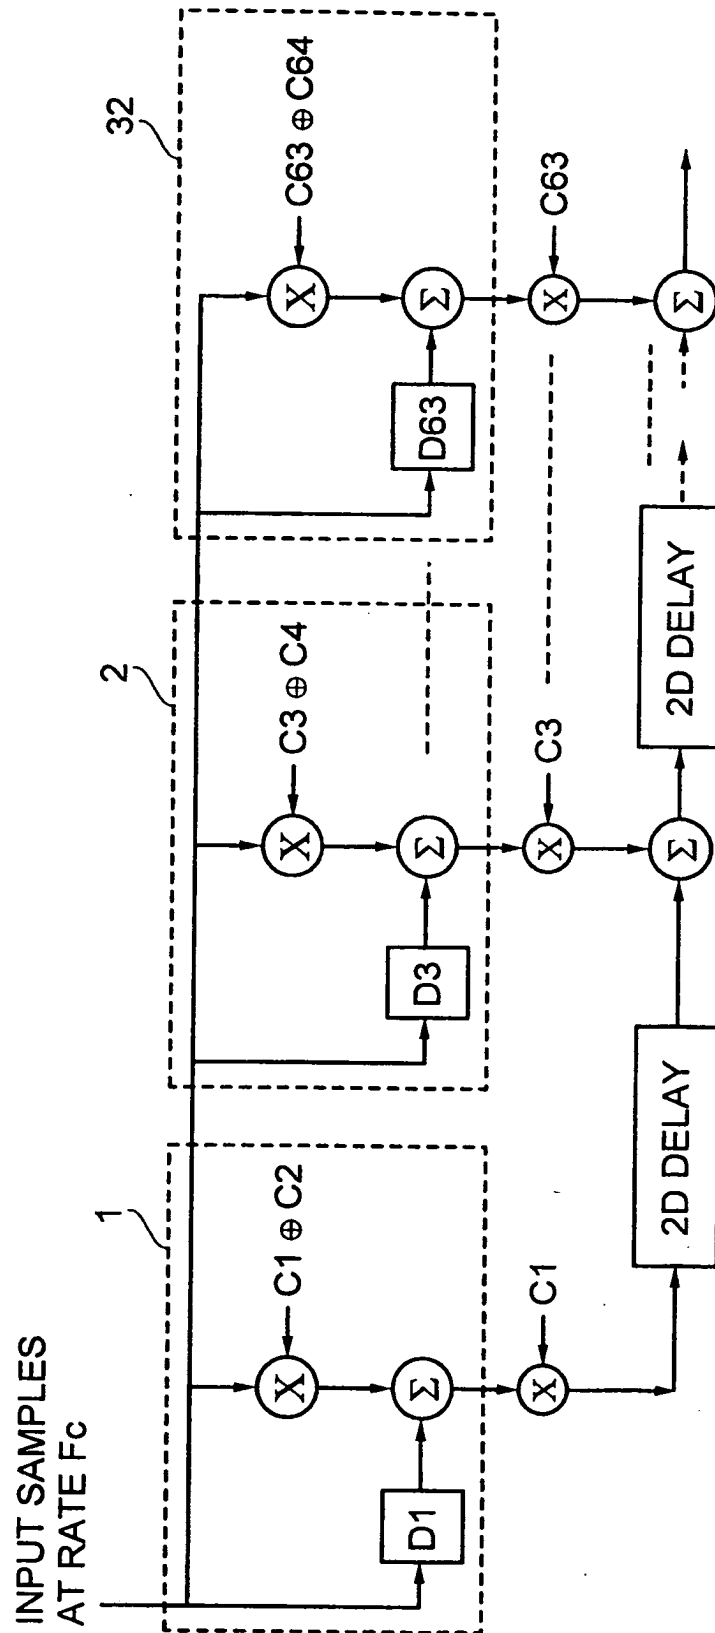 INPUT SAMPLES
AT RATE Fc
1
2
32
X
C1 ⊕ C2
X
C3 ⊕ C4
X
C63 ⊕ C64
D1
Σ
D3
Σ
D63
Σ
X
C1
X
C3
X
C63
2D DELAY
Σ
2D DELAY
Σ